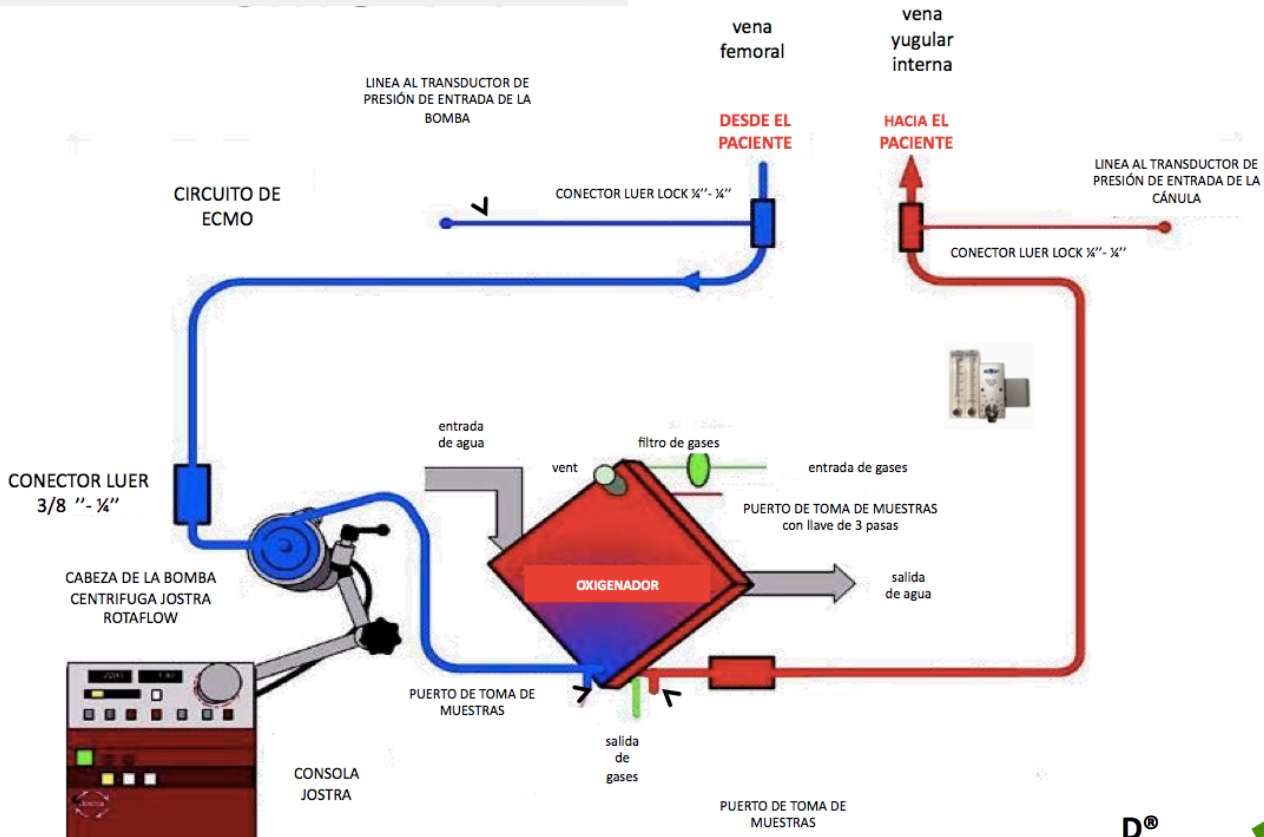 vena
femoral
vena
yugular
interna
LINEA AL TRANSDUCTOR DE
PRESIÓN DE ENTRADA DE LA
BOMBA
DESDE EL
PACIENTE
HACIA EL
PACIENTE
LINEA AL TRANSDUCTOR DE
PRESIÓN DE ENTRADA DE LA
CÁNULA
CIRCUITO DE
ECMO
CONECTOR LUER LOCK ¼’’- ¼’’
CONECTOR LUER LOCK ¼’’- ¼’’
entrada
de agua
filtro de gases
vent
entrada de gases
CONECTOR LUER
3/8 ’’- ¼’’
PUERTO DE TOMA DE MUESTRAS
con llave de 3 pasas
OXIGENADOR
salida
de agua
CABEZA DE LA BOMBA
CENTRIFUGA JOSTRA
ROTAFLOW
PUERTO DE TOMA DE
MUESTRAS
salida
de
gases
CONSOLA
JOSTRA
Jostra
PUERTO DE TOMA DE
MUESTRAS
D®